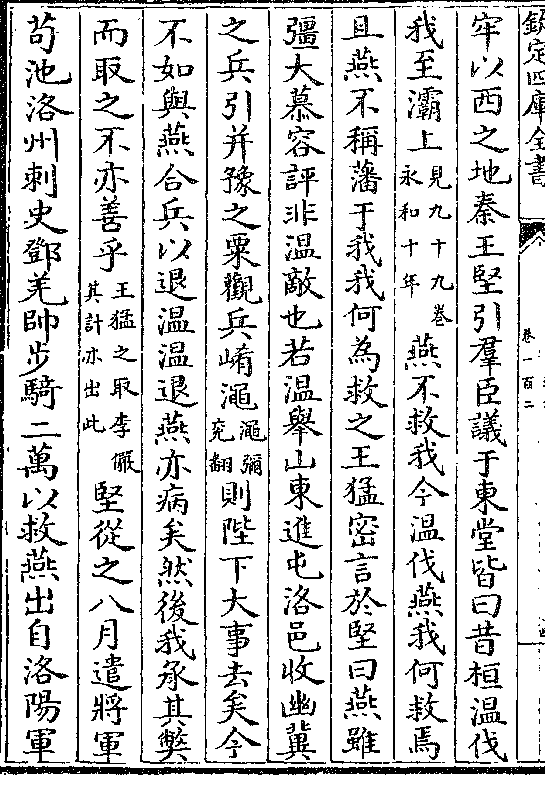 欽定四庫全書
卷一百二
牢以西之地秦王堅引羣臣議于東堂皆曰昔桓温伐
我至灞上見九十九卷永和十年燕不救我今温伐燕我何救焉
且燕不稱藩于我我何為救之王猛密言於堅曰燕雖
彊大慕容評非温敵也若温舉山東進屯洛邑收幽冀
之兵引并豫之粟觀兵崤澠澠彌兖翻則陛下大事去矣今
不如與燕合兵以退温温退燕亦病矣然後我承其弊
而取之不亦善乎王猛之取李儼其計亦出此堅從之八月遣將軍
苟池洛州刺史鄧羌帥步騎二萬以救燕出自洛陽軍